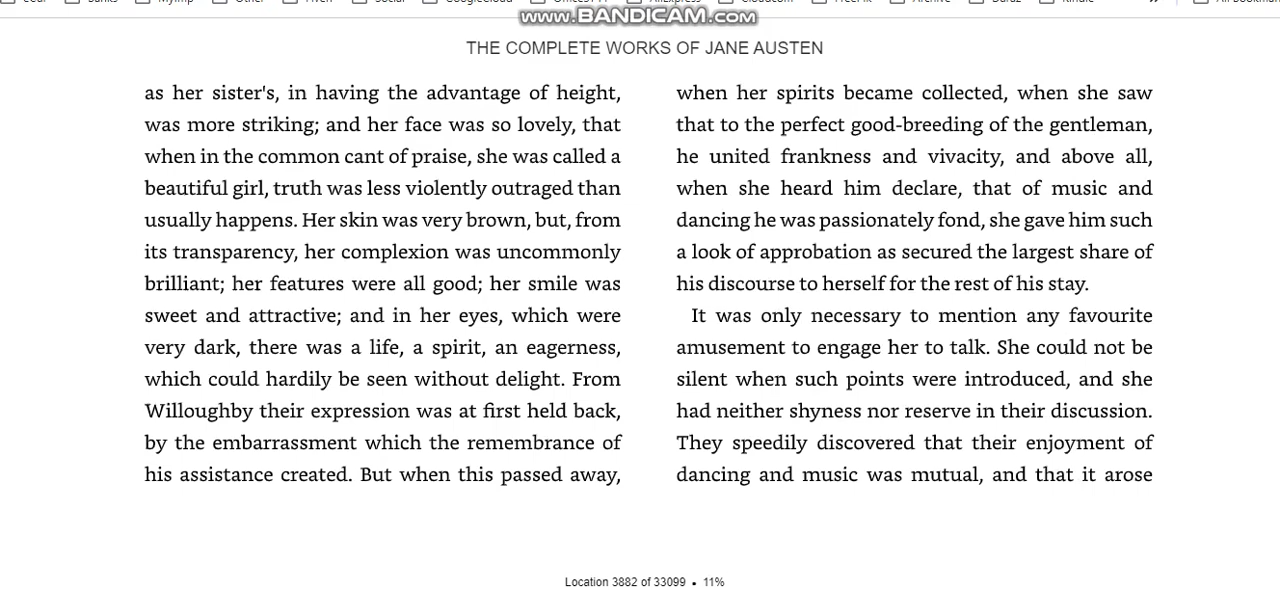 www.BANDICAM.com
THE COMPLETE WORKS OF JANE AUSTEN
as her sister's, in having the advantage of height,
was more striking; and her face was so lovely, that
when in the common cant of praise, she was called a
beautiful girl, truth was less violently outraged than
usually happens. Her skin was very brown, but, from
its transparency, her complexion was uncommonly
brilliant; her features were all good; her smile was
sweet and attractive; and in her eyes, which were
very dark, there was a life, a spirit, an eagerness,
which could hardily be seen without delight. From
Willoughby their expression was at first held back,
by the embarrassment which the remembrance of
his assistance created. But when this passed away,
when her spirits became collected, when she saw
that to the perfect good-breeding of the gentleman,
he united frankness and vivacity, and above all,
when she heard him declare, that of music and
dancing he was passionately fond, she gave him such
a look of approbation as secured the largest share of
his discourse to herself for the rest of his stay.
It was only necessary to mention any favourite
amusement to engage her to talk. She could not be
silent when such points were introduced, and she
had neither shyness nor reserve in their discussion.
They speedily discovered that their enjoyment of
dancing and music was mutual, and that it arose
Location 3882 of 33099 • 11%